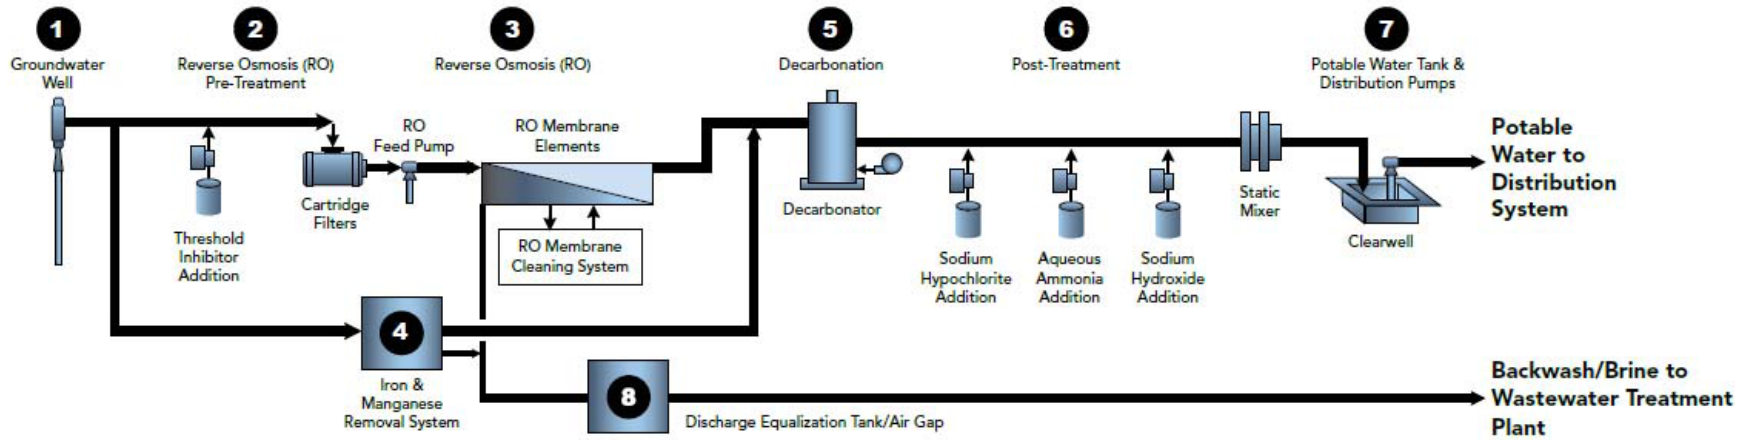 1
Groundwater
Well
2
Reverse Osmosis (RO)
Pre-Treatment
3
Reverse Osmosis (RO)
5
Decarbonation
6
Post-Treatment
7
Potable Water Tank &
Distribution Pumps
RO
Feed Pump
RO Membrane
Elements
Cartridge
Filters
Threshold
Inhibitor
Addition
RO Membrane
Cleaning System
Decarbonator
Sodium
Hypochlorite
Addition
Aqueous
Ammonia
Addition
Sodium
Hydroxide
Addition
Static
Mixer
Clearwell
Potable
Water to
Distribution
System
4
Iron &
Manganese
Removal System
8
Discharge Equalization Tank/Air Gap
Backwash/Brine to
Wastewater Treatment
Plant